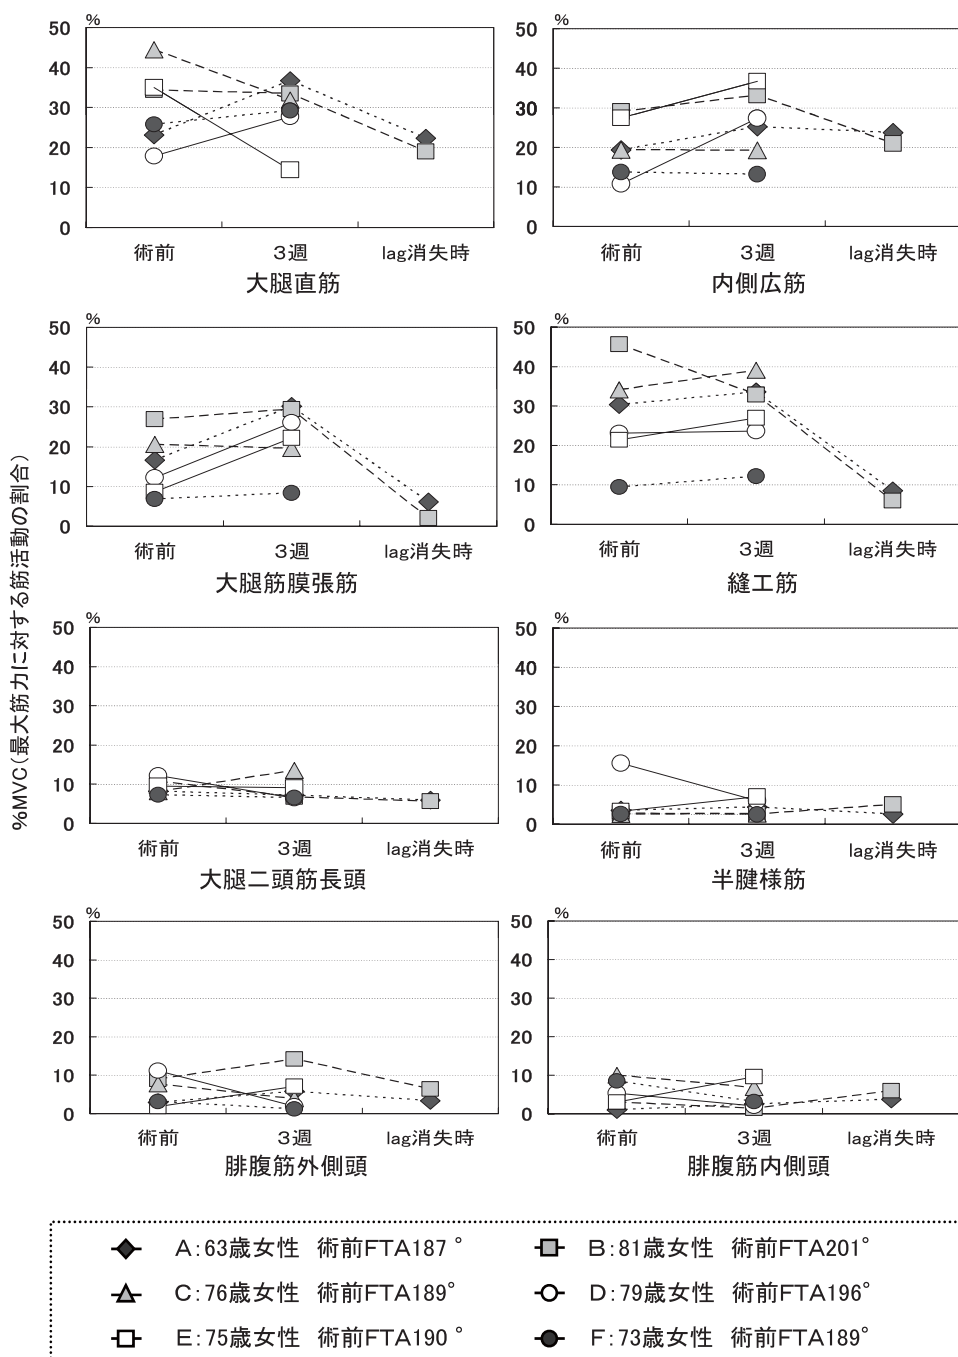 %MVC(最大筋力に対する筋活動の割合)
% %
50 50
40 40
30 30
20 20
10 10
0 0
術前 3週 lag消失時 術前 3週 lag消失時
大腿直筋 内側広筋
% %
50 50
40 40
30 30
20 20
10 10
0 0
術前 3週 lag消失時 術前 3週 lag消失時
大腿筋膜張筋 縫工筋
% %
50 50
40 40
30 30
20 20
10 10
0 0
術前 3週 lag消失時 術前 3週 lag消失時
大腿二頭筋長頭 半腱様筋
% %
50 50
40 40
30 30
20 20
10 10
0 0
術前 3週 lag消失時 術前 3週 lag消失時
腓腹筋外側頭 腓腹筋内側頭
A:63歳女性 術前FTA187° B:81歳女性 術前FTA201°
C:76歳女性 術前FTA189° D:79歳女性 術前FTA196°
E:75歳女性 術前FTA190° F:73歳女性 術前FTA189°